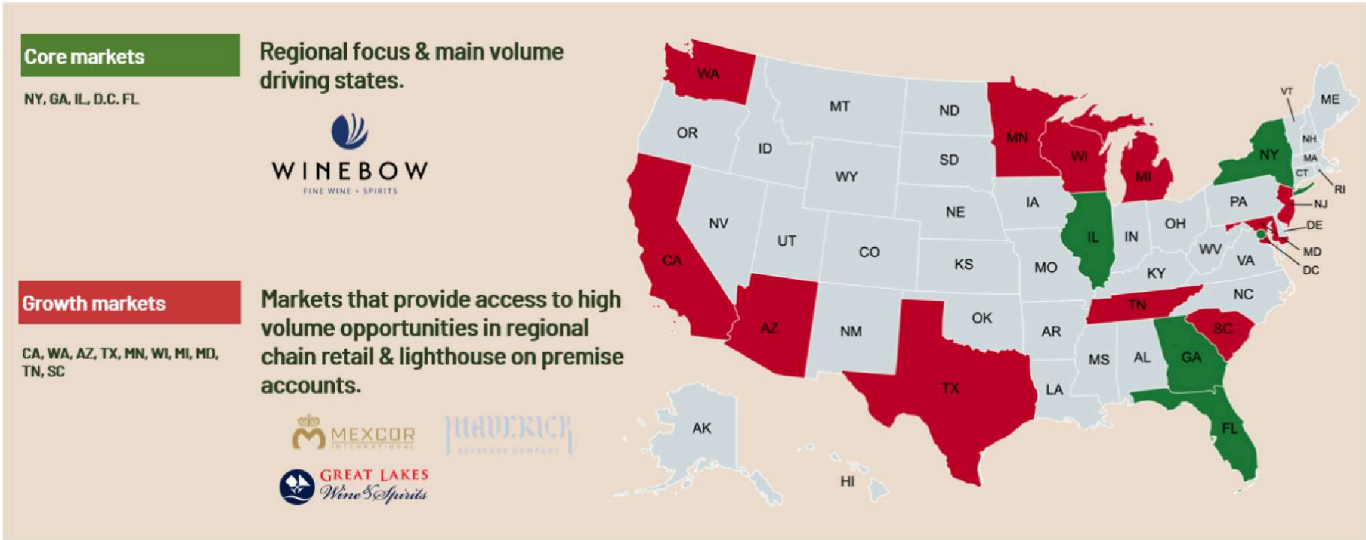 Core markets
NY, GA, IL, D.C. FL
Regional focus & main volume
driving states.
WINEBOW
FINE WINE + SPIRITS
Growth markets
CA, WA, AZ, TX, MN, WI, MI, MD,
TN, SC
Markets that provide access to high
volume opportunities in regional
chain retail & lighthouse on premise
accounts.
MEXCOR
INTERNATIONAL
MAVERICK
BEVERAGE COMPANY
GREAT LAKES
Wine & Spirits
WA
OR
CA
ID
NV
MT
WY
UT
AZ
CO
NM
ND
SD
NE
KS
OK
TX
MN
IA
MO
AR
LA
WI
IL
MI
IN
OH
KY
TN
MS
AL
GA
FL
SC
NC
VA
WV
PA
NY
VT
ME
NH
MA
CT
RI
NJ
DE
MD
DC
AK
HI